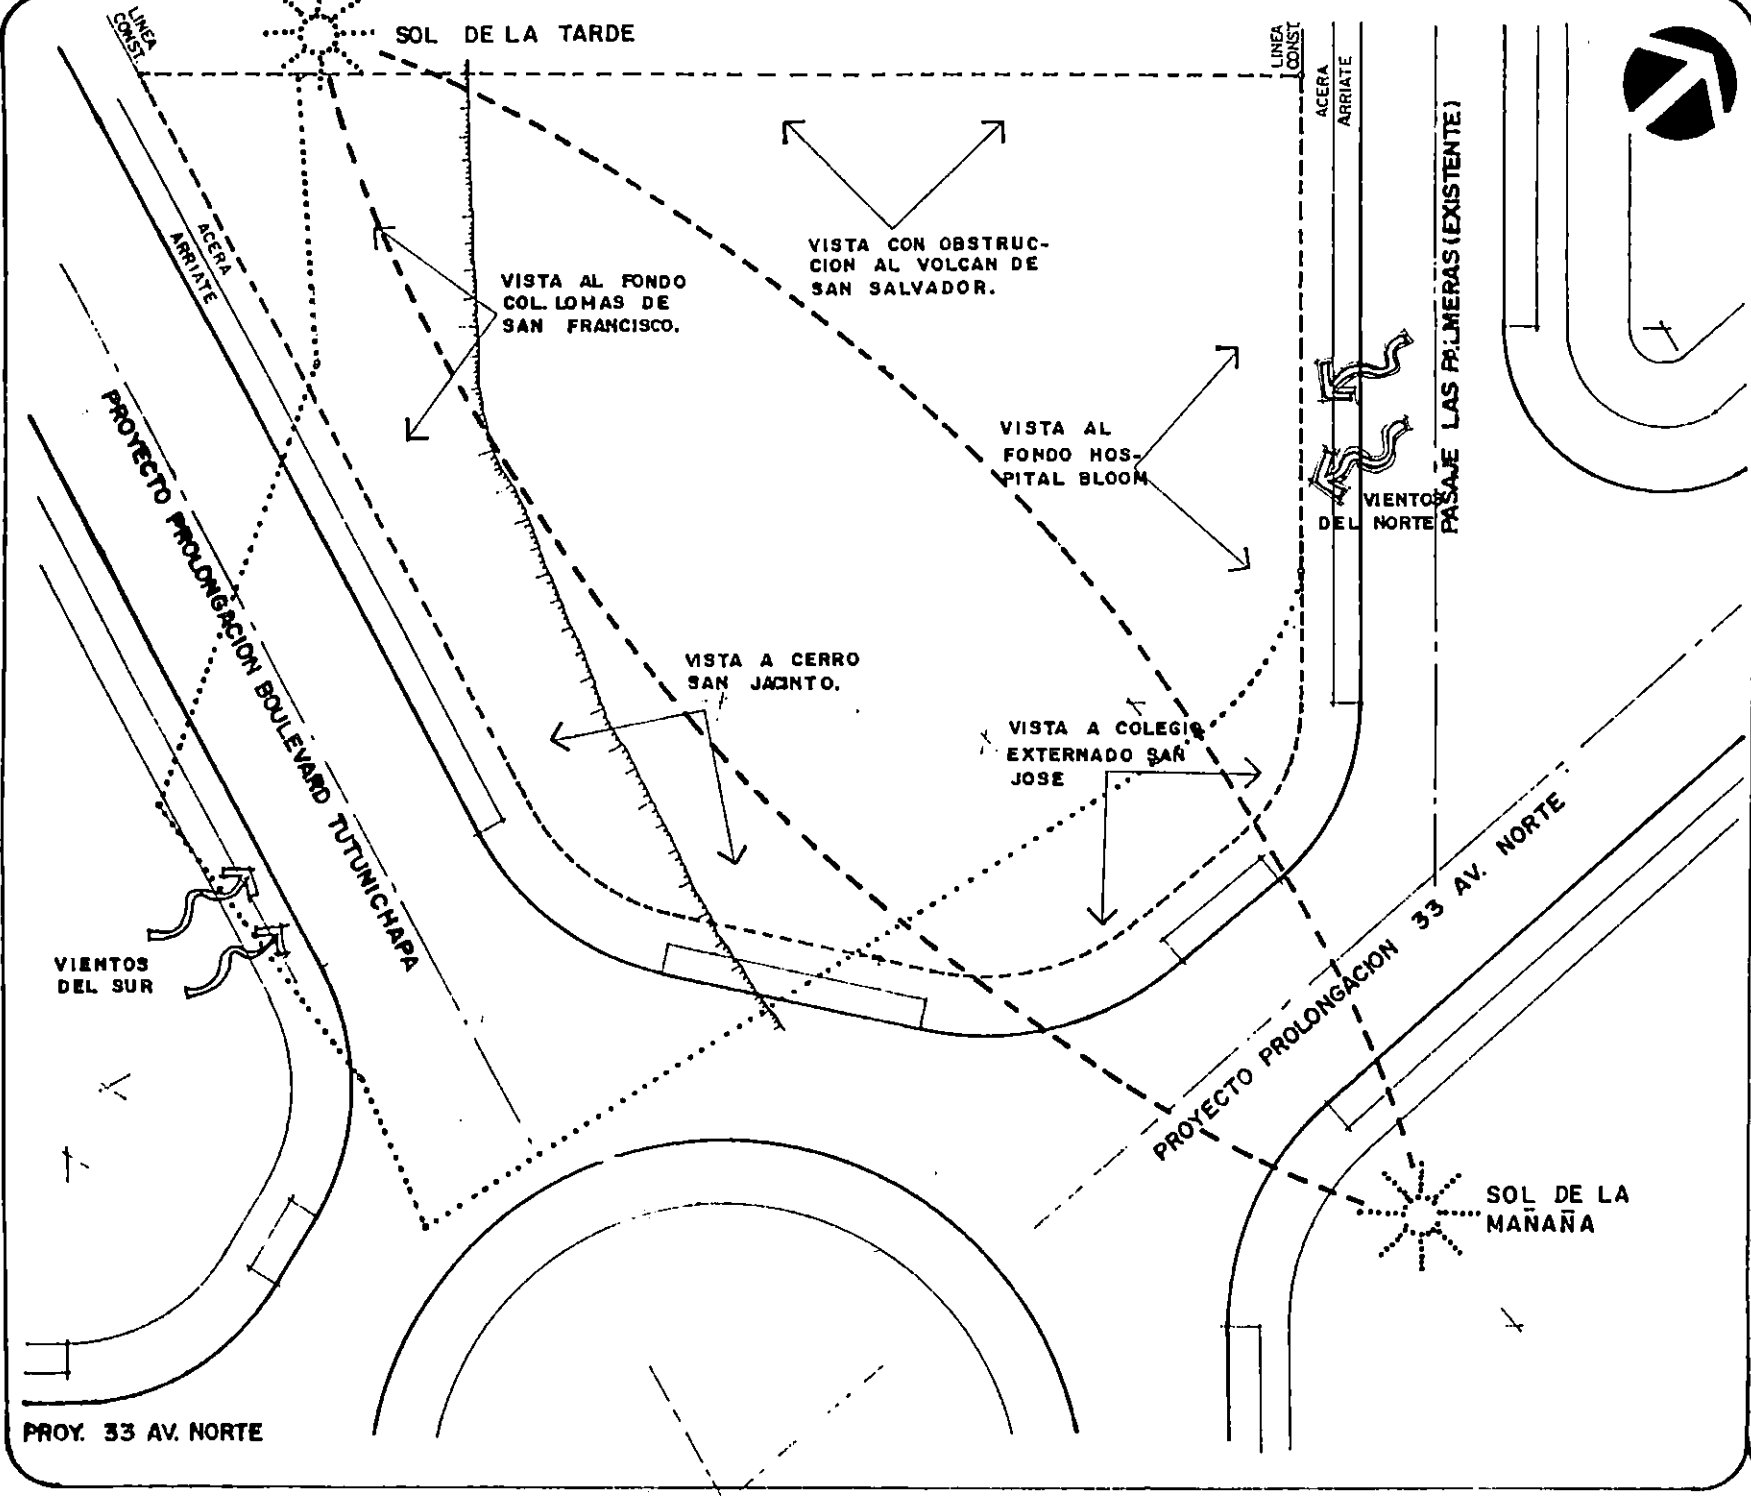 LINEA
CONST.
SOL DE LA TARDE
LINEA
CONST.
ACERA
ARRIATE
PASAJE LAS PALMERAS (EXISTENTE)
ACERA
ARRIATE
VISTA AL FONDO
COL. LOMAS DE
SAN FRANCISCO.
VISTA CON OBSTRUC-
CION AL VOLCAN DE
SAN SALVADOR.
VISTA AL
FONDO HOS-
PITAL BLOOM
VIENTOS
DEL NORTE
PROYECTO PROLONGACION BOULEVARD TUTUNICHAPA
VISTA A CERRO
SAN JACINTO.
VISTA A COLEGIO
EXTERNADO SAN
JOSE
VIENTOS
DEL SUR
PROYECTO PROLONGACION 33 AV. NORTE
SOL DE LA
MAÑAÑA
PROY. 33 AV. NORTE